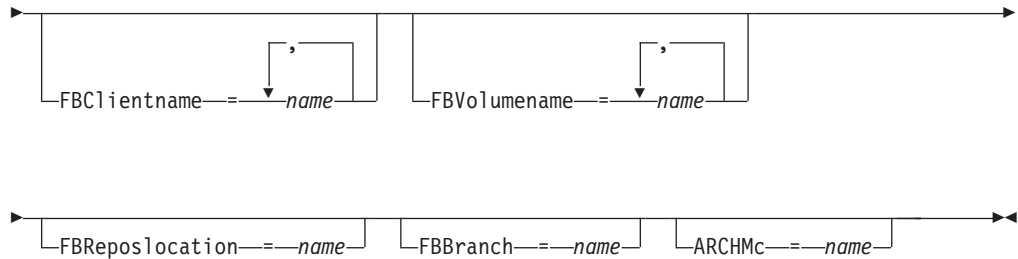 , ,
FBClientname = name FBVolumename = name
FBReposlocation = name FBBranch = name ARCHMc = name